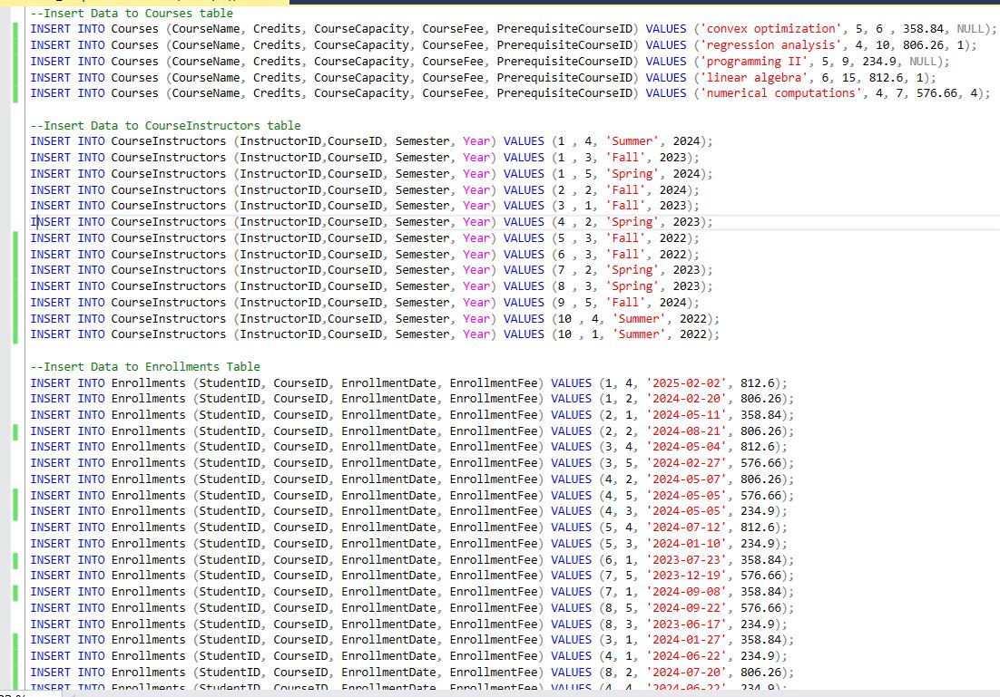 --Insert Data to Courses table
INSERT INTO Courses (CourseName, Credits, CourseCapacity, CourseFee, PrerequisiteCourseID) VALUES ('convex optimization', 5, 6 , 358.84, NULL);
INSERT INTO Courses (CourseName, Credits, CourseCapacity, CourseFee, PrerequisiteCourseID) VALUES ('regression analysis', 4, 10, 806.26, 1);
INSERT INTO Courses (CourseName, Credits, CourseCapacity, CourseFee, PrerequisiteCourseID) VALUES ('programming II', 5, 9, 234.9, NULL);
INSERT INTO Courses (CourseName, Credits, CourseCapacity, CourseFee, PrerequisiteCourseID) VALUES ('linear algebra', 6, 15, 812.6, 1);
INSERT INTO Courses (CourseName, Credits, CourseCapacity, CourseFee, PrerequisiteCourseID) VALUES ('numerical computations', 4, 7, 576.66, 4);
--Insert Data to CourseInstructors table
INSERT INTO CourseInstructors (InstructorID,CourseID, Semester, Year) VALUES (1 , 4, 'Summer', 2024);
INSERT INTO CourseInstructors (InstructorID,CourseID, Semester, Year) VALUES (1 , 3, 'Fall', 2023);
INSERT INTO CourseInstructors (InstructorID,CourseID, Semester, Year) VALUES (1 , 5, 'Spring', 2024);
INSERT INTO CourseInstructors (InstructorID,CourseID, Semester, Year) VALUES (2 , 2, 'Fall', 2024);
INSERT INTO CourseInstructors (InstructorID,CourseID, Semester, Year) VALUES (3 , 1, 'Fall', 2023);
INSERT INTO CourseInstructors (InstructorID,CourseID, Semester, Year) VALUES (4 , 2, 'Spring', 2023);
INSERT INTO CourseInstructors (InstructorID,CourseID, Semester, Year) VALUES (5 , 3, 'Fall', 2022);
INSERT INTO CourseInstructors (InstructorID,CourseID, Semester, Year) VALUES (6 , 3, 'Fall', 2022);
INSERT INTO CourseInstructors (InstructorID,CourseID, Semester, Year) VALUES (7 , 2, 'Spring', 2023);
INSERT INTO CourseInstructors (InstructorID,CourseID, Semester, Year) VALUES (8 , 3, 'Spring', 2023);
INSERT INTO CourseInstructors (InstructorID,CourseID, Semester, Year) VALUES (9 , 5, 'Fall', 2024);
INSERT INTO CourseInstructors (InstructorID,CourseID, Semester, Year) VALUES (10 , 4, 'Summer', 2022);
INSERT INTO CourseInstructors (InstructorID,CourseID, Semester, Year) VALUES (10 , 1, 'Summer', 2022);
--Insert Data to Enrollments Table
INSERT INTO Enrollments (StudentID, CourseID, EnrollmentDate, EnrollmentFee) VALUES (1, 4, '2025-02-02', 812.6);
INSERT INTO Enrollments (StudentID, CourseID, EnrollmentDate, EnrollmentFee) VALUES (1, 2, '2024-02-20', 806.26);
INSERT INTO Enrollments (StudentID, CourseID, EnrollmentDate, EnrollmentFee) VALUES (2, 1, '2024-05-11', 358.84);
INSERT INTO Enrollments (StudentID, CourseID, EnrollmentDate, EnrollmentFee) VALUES (2, 2, '2024-08-21', 806.26);
INSERT INTO Enrollments (StudentID, CourseID, EnrollmentDate, EnrollmentFee) VALUES (3, 4, '2024-05-04', 812.6);
INSERT INTO Enrollments (StudentID, CourseID, EnrollmentDate, EnrollmentFee) VALUES (3, 5, '2024-02-27', 576.66);
INSERT INTO Enrollments (StudentID, CourseID, EnrollmentDate, EnrollmentFee) VALUES (4, 2, '2024-05-07', 806.26);
INSERT INTO Enrollments (StudentID, CourseID, EnrollmentDate, EnrollmentFee) VALUES (4, 5, '2024-05-05', 576.66);
INSERT INTO Enrollments (StudentID, CourseID, EnrollmentDate, EnrollmentFee) VALUES (4, 3, '2024-05-05', 234.9);
INSERT INTO Enrollments (StudentID, CourseID, EnrollmentDate, EnrollmentFee) VALUES (5, 4, '2024-07-12', 812.6);
INSERT INTO Enrollments (StudentID, CourseID, EnrollmentDate, EnrollmentFee) VALUES (5, 3, '2024-01-10', 234.9);
INSERT INTO Enrollments (StudentID, CourseID, EnrollmentDate, EnrollmentFee) VALUES (6, 1, '2023-07-23', 358.84);
INSERT INTO Enrollments (StudentID, CourseID, EnrollmentDate, EnrollmentFee) VALUES (7, 5, '2023-12-19', 576.66);
INSERT INTO Enrollments (StudentID, CourseID, EnrollmentDate, EnrollmentFee) VALUES (7, 1, '2024-09-08', 358.84);
INSERT INTO Enrollments (StudentID, CourseID, EnrollmentDate, EnrollmentFee) VALUES (8, 5, '2024-09-22', 576.66);
INSERT INTO Enrollments (StudentID, CourseID, EnrollmentDate, EnrollmentFee) VALUES (8, 3, '2023-06-17', 234.9);
INSERT INTO Enrollments (StudentID, CourseID, EnrollmentDate, EnrollmentFee) VALUES (3, 1, '2024-01-27', 358.84);
INSERT INTO Enrollments (StudentID, CourseID, EnrollmentDate, EnrollmentFee) VALUES (4, 1, '2024-06-22', 234.9);
INSERT INTO Enrollments (StudentID, CourseID, EnrollmentDate, EnrollmentFee) VALUES (8, 2, '2024-07-20', 806.26);
INSERT INTO Enrollments (StudentID, CourseID, EnrollmentDate, EnrollmentFee) VALUES (4, 4, '2024-06-22', 234.9);